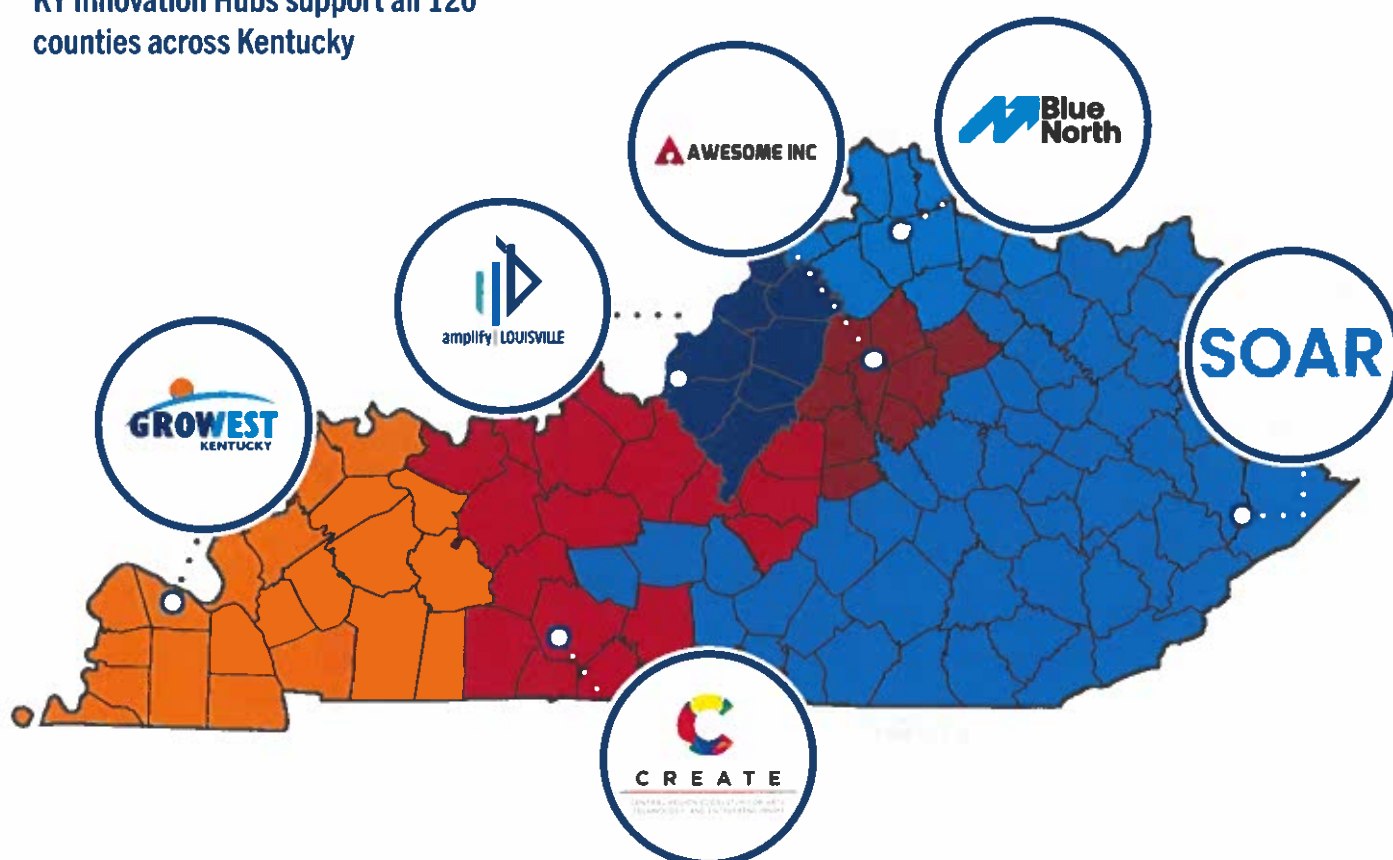 KY Innovation Hubs support all 120
counties across Kentucky
Blue
North
AWESOME INC
amplify LOUISVILLE
SOAR
GROWEST
KENTUCKY
CREATE